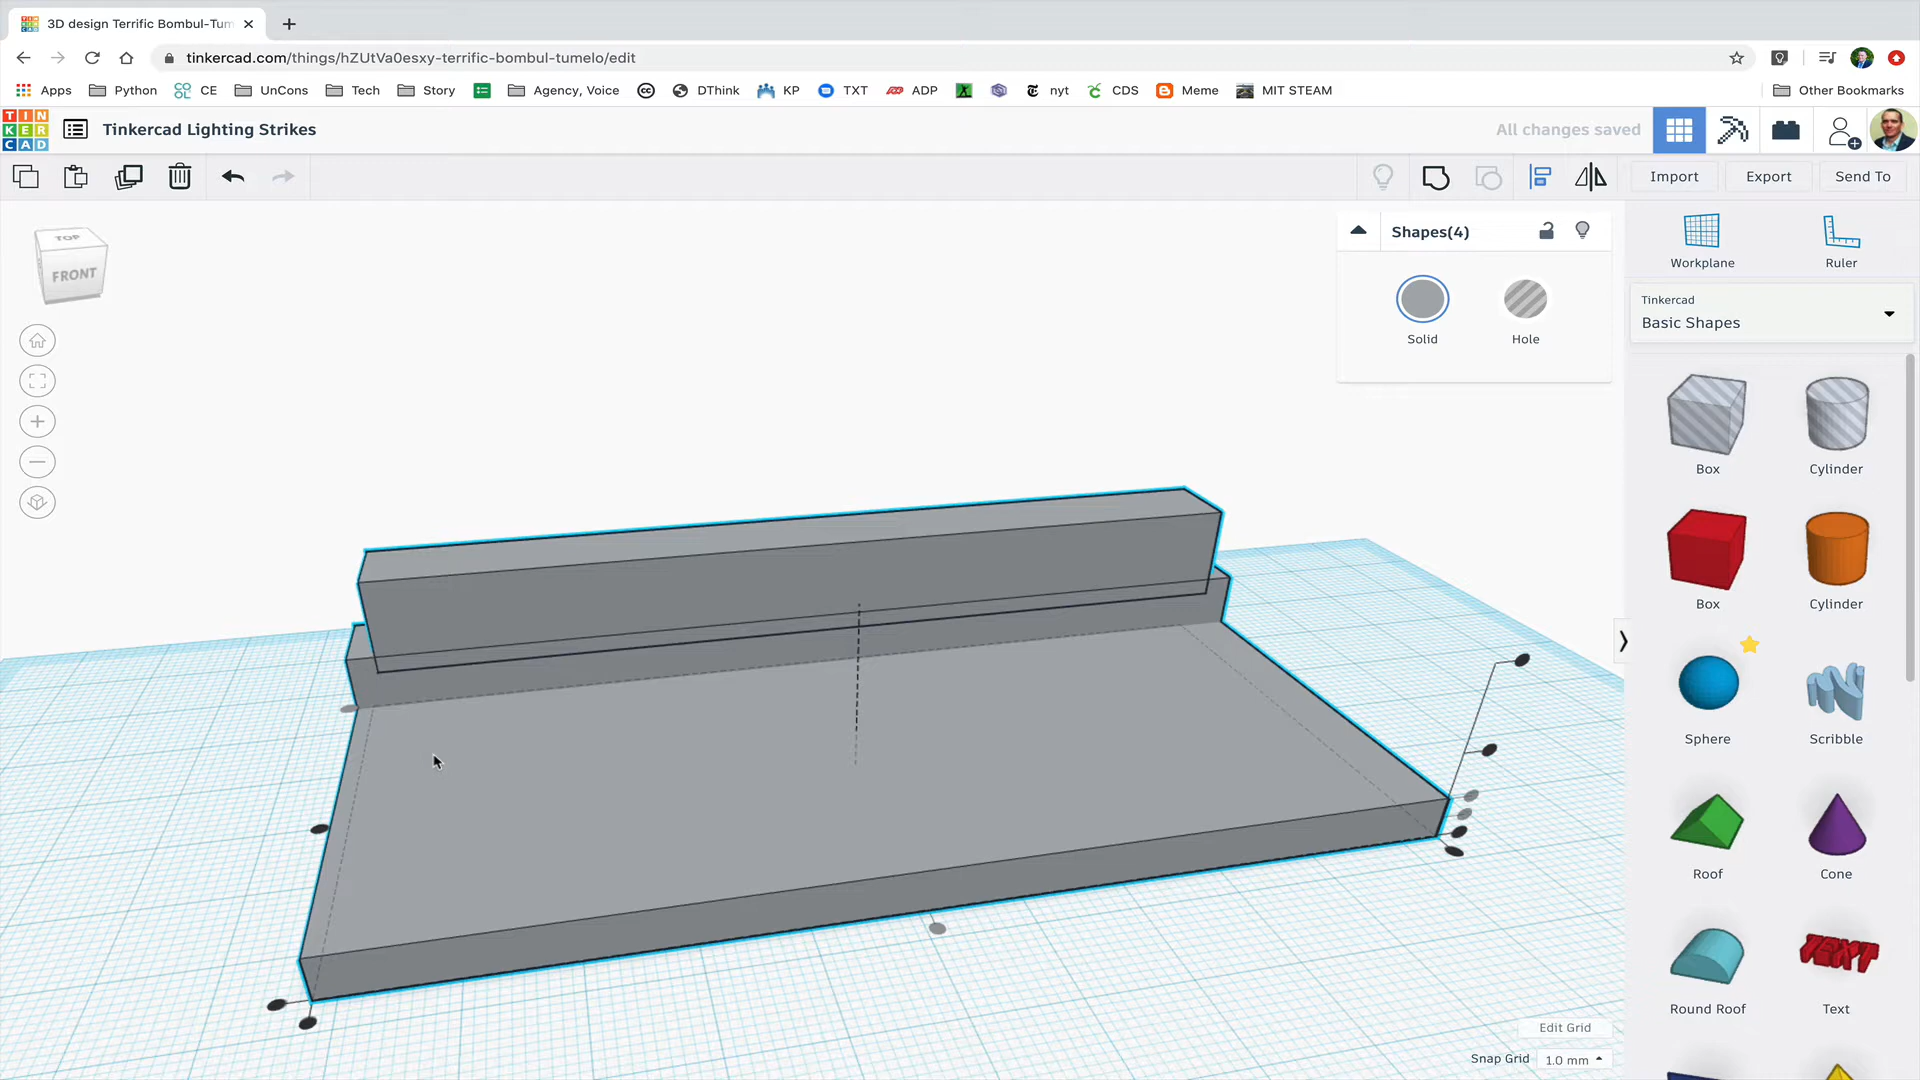 3D design Terrific Bombul-Tum
tinkercad.com/things/hZUtVa0esxy-terrific-bombul-tumelo/edit
Apps Python CE UnCons Tech Story Agency, Voice DThink KP TXT ADP nyt CDS Meme MIT STEAM Other Bookmarks
TIN
KER
CAD
Tinkercad Lighting Strikes
All changes saved
Import Export Send To
TOP
FRONT
Shapes(4)
Solid Hole
Workplane Ruler
Tinkercad
Basic Shapes
Box Cylinder
Box Cylinder
Sphere Scribble
Roof Cone
TEXT
Round Roof Text
Edit Grid
Snap Grid 1.0 mm